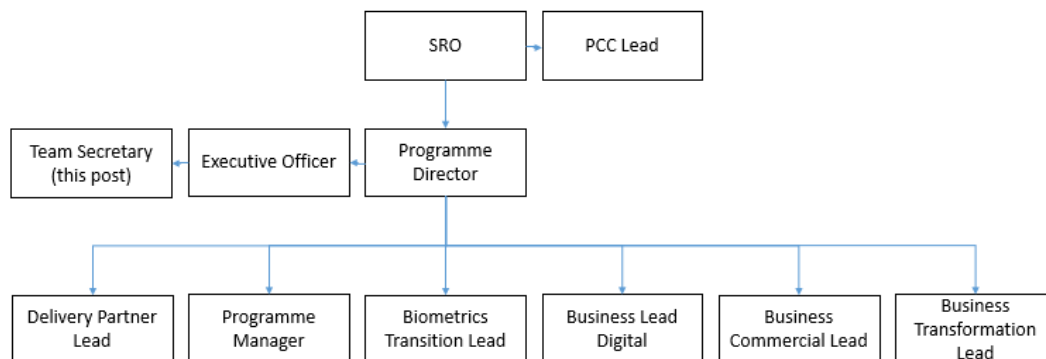 SRO
PCC Lead
Team Secretary
(this post)
Executive Officer
Programme
Director
Delivery Partner
Lead
Programme
Manager
Biometrics
Transition Lead
Business Lead
Digital
Business
Commercial Lead
Business
Transformation
Lead